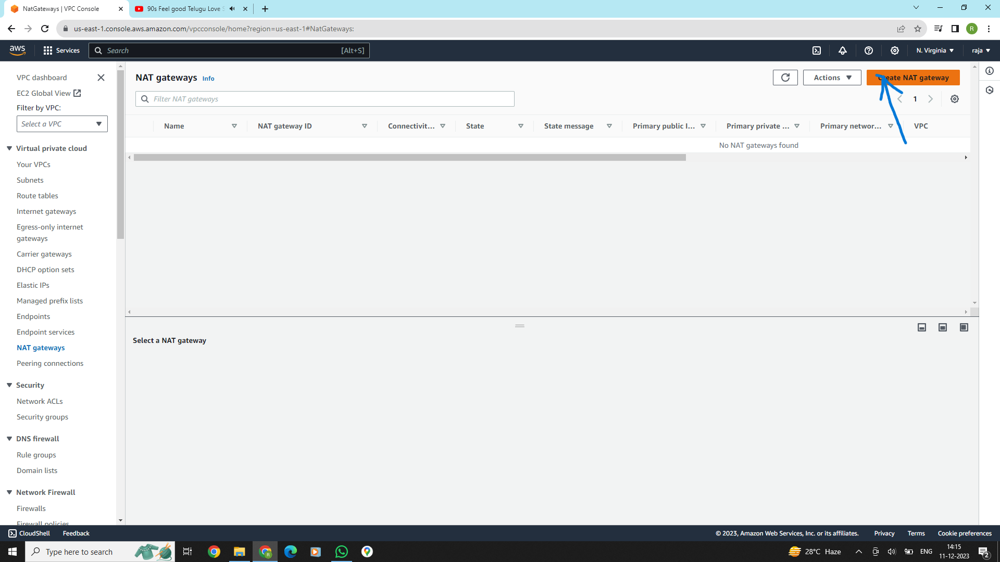 NatGateways | VPC Console
90s Feel good Telugu Love
us-east-1.console.aws.amazon.com/vpcconsole/home?region=us-east-1#NatGateways:
R
aws
Services
Search
[Alt+S]
N. Virginia
raja
VPC dashboard
EC2 Global View
Filter by VPC:
Select a VPC
Virtual private cloud
Your VPCs
Subnets
Route tables
Internet gateways
Egress-only internet
gateways
Carrier gateways
DHCP option sets
Elastic IPs
Managed prefix lists
Endpoints
Endpoint services
NAT gateways
Peering connections
Security
Network ACLs
Security groups
DNS firewall
Rule groups
Domain lists
Network Firewall
Firewalls
Firewall policies
NAT gateways Info
Actions
Create NAT gateway
Filter NAT gateways
1
Name
NAT gateway ID
Connectivit...
State
State message
Primary public I...
Primary private ...
Primary networ...
VPC
No NAT gateways found
Select a NAT gateway
CloudShell
Feedback
© 2023, Amazon Web Services, Inc. or its affiliates.
Privacy
Terms
Cookie preferences
Type here to search
28°C Haze
ENG
14:15
11-12-2023
2